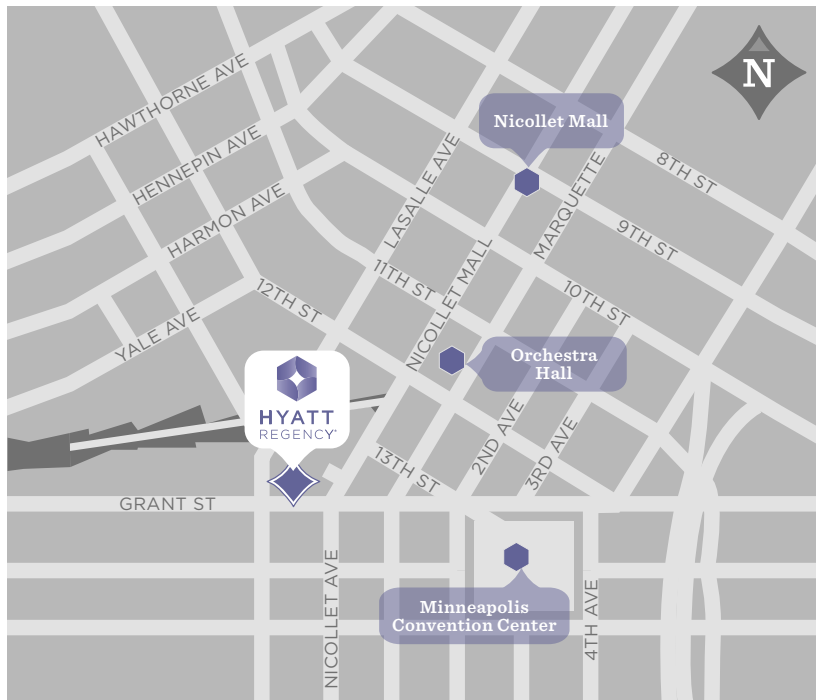 HAWTHORNE AVE
N
Nicollet Mall
HENNEPIN AVE
LASALLE AVE
8TH ST
MARQUETTE
HARMON AVE
9TH ST
11TH ST
NICOLLET MALL
10TH ST
12TH ST
YALE AVE
Orchestra
Hall
HYATT
REGENCY®
2ND AVE
3RD AVE
13TH ST
GRANT ST
NICOLLET AVE
Minneapolis
Convention Center
4TH AVE